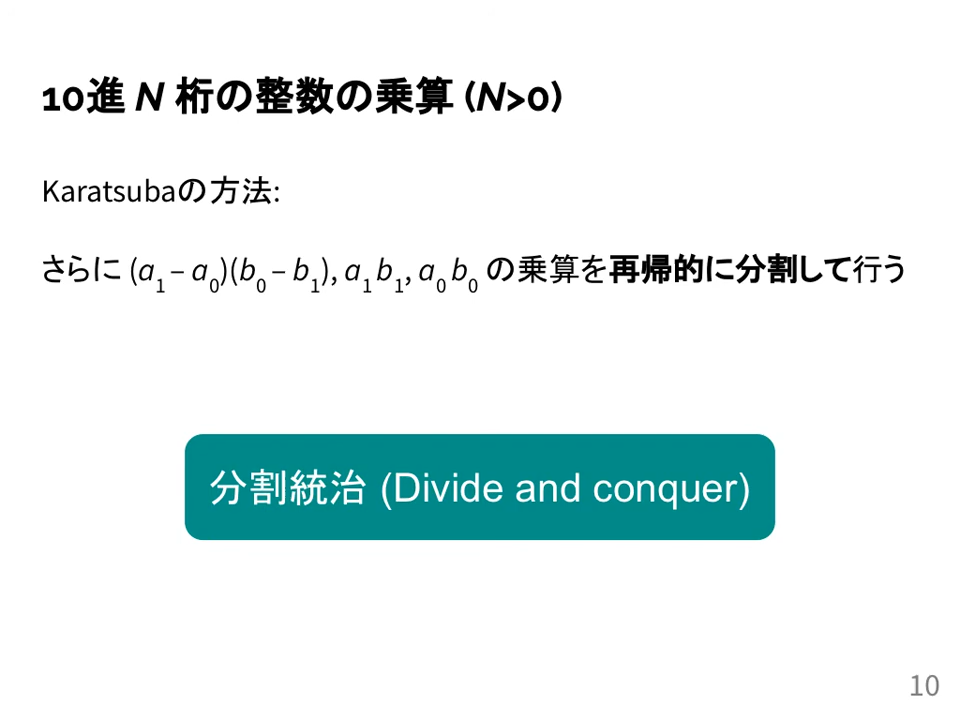 10進 N 桁の整数の乗算 (N>0)
Karatsubaの方法:
さらに (a₁ – a₀)(b₀ – b₁), a₁ b₁, a₀ b₀ の乗算を再帰的に分割して行う
分割統治 (Divide and conquer)
10